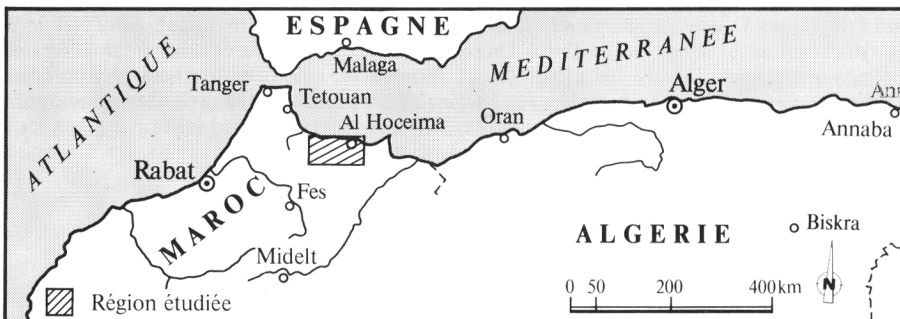 ESPAGNE
Malaga
MEDITERRANEE
ATLANTIQUE
Tanger
Tetouan
Alger
Al Hoceima
Oran
Annaba
Rabat
Fes
MAROC
Midelt
ALGERIE
Biskra
N
Région étudiée
0 50 200 400km